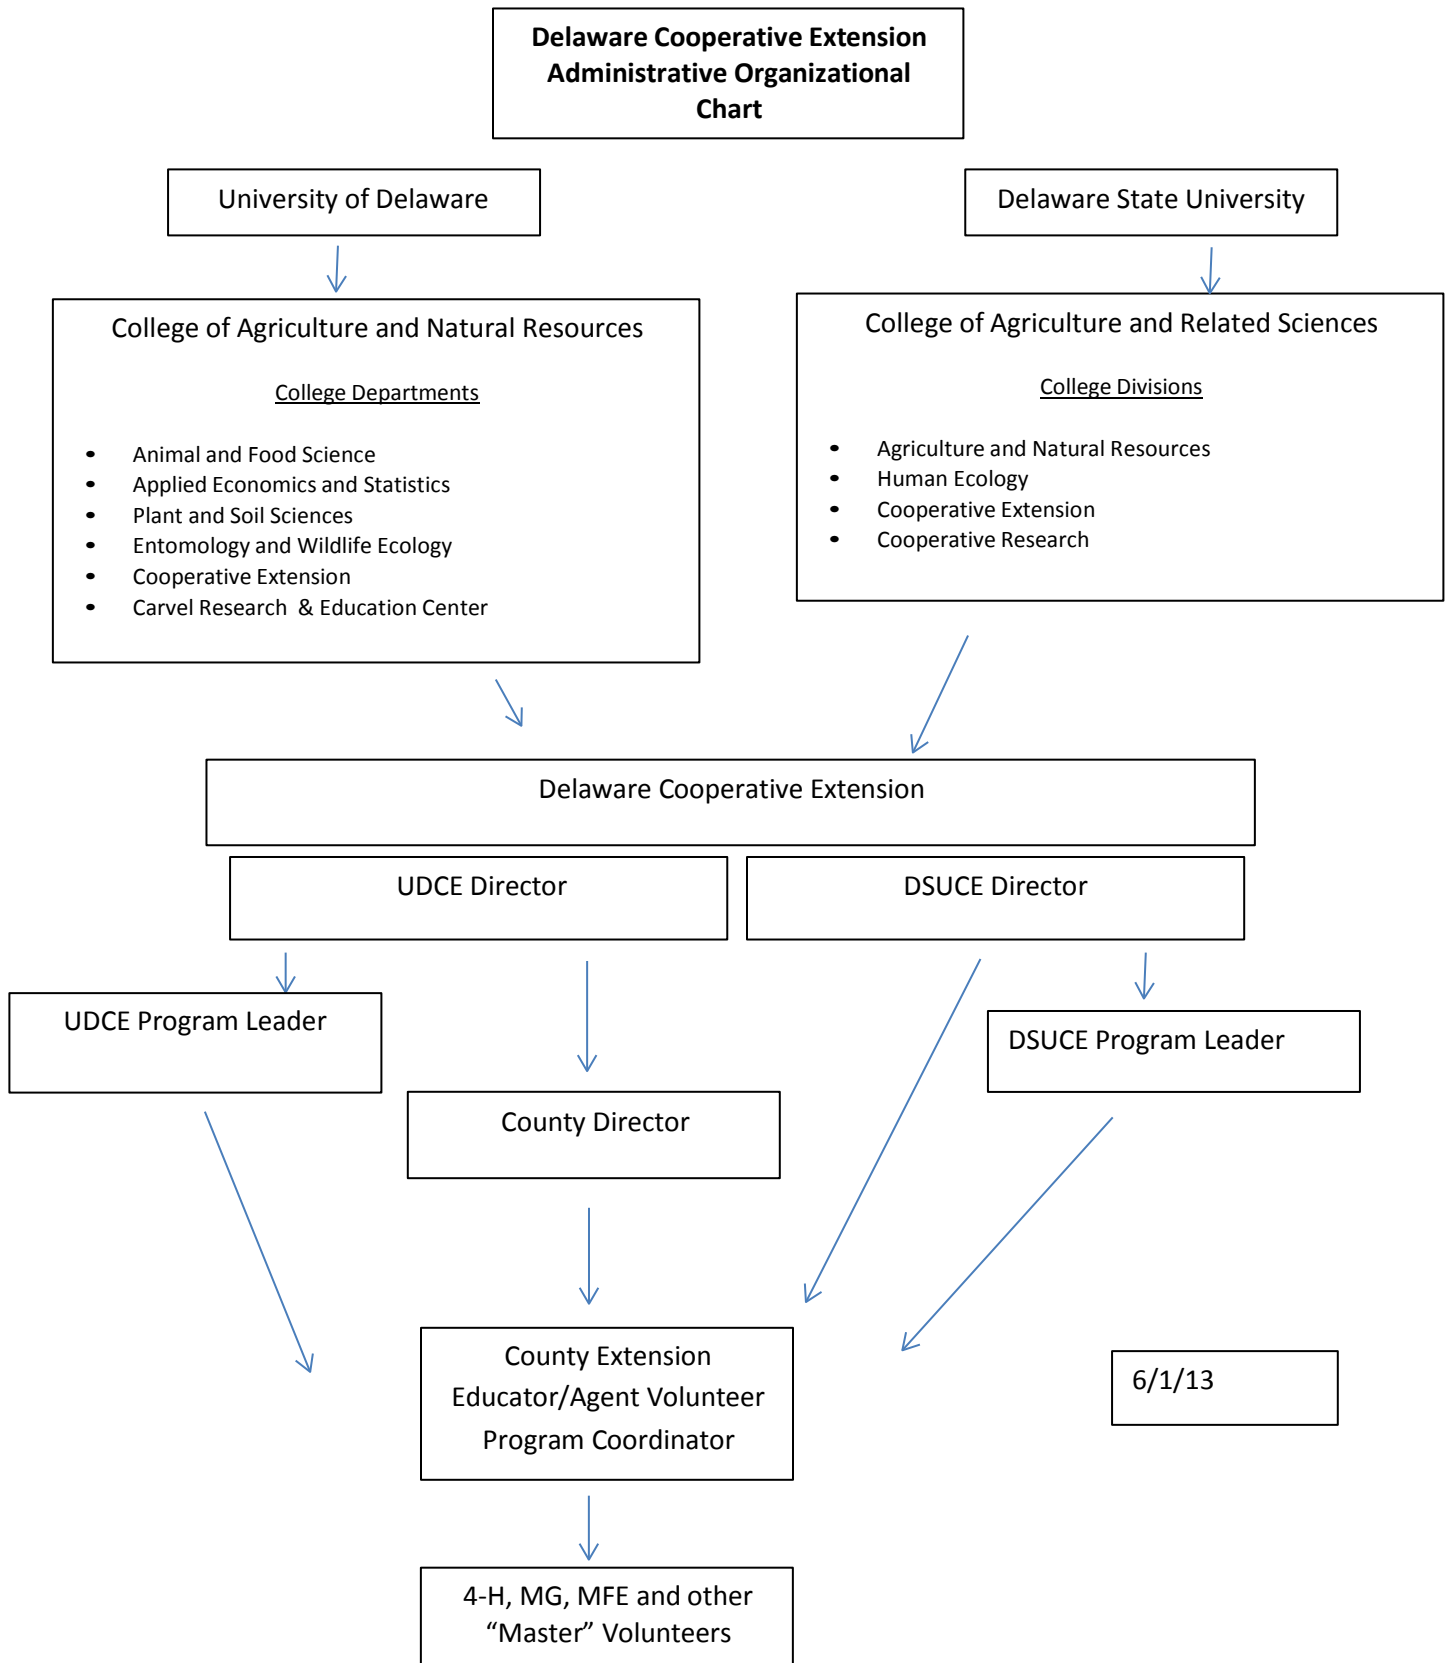 Delaware Cooperative Extension
Administrative Organizational
Chart
University of Delaware
Delaware State University
College of Agriculture and Natural Resources
College Departments
• Animal and Food Science
• Applied Economics and Statistics
• Plant and Soil Sciences
• Entomology and Wildlife Ecology
• Cooperative Extension
• Carvel Research & Education Center
College of Agriculture and Related Sciences
College Divisions
• Agriculture and Natural Resources
• Human Ecology
• Cooperative Extension
• Cooperative Research
Delaware Cooperative Extension
UDCE Director
DSUCE Director
UDCE Program Leader
DSUCE Program Leader
County Director
County Extension
Educator/Agent Volunteer
Program Coordinator
6/1/13
4-H, MG, MFE and other
“Master” Volunteers